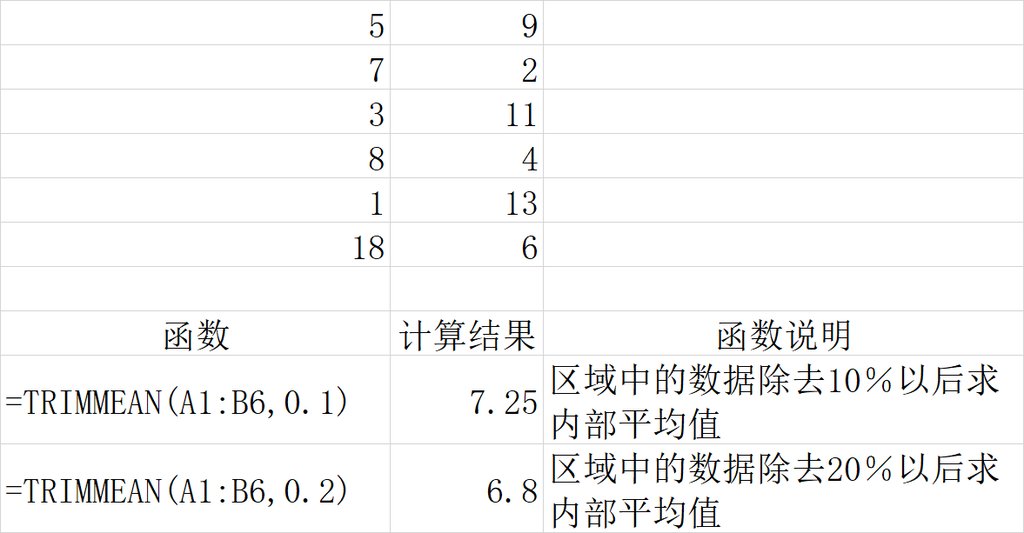 5 9
7 2
3 11
8 4
1 13
18 6
函数 计算结果 函数说明
=TRIMMEAN(A1:B6,0.1) 7.25 区域中的数据除去10%以后求
内部平均值
=TRIMMEAN(A1:B6,0.2) 6.8 区域中的数据除去20%以后求
内部平均值